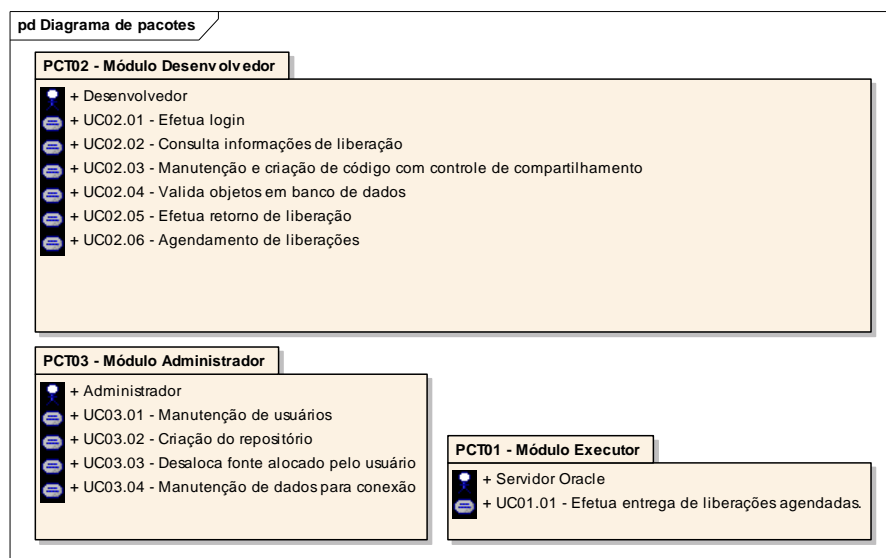 pd Diagrama de pacotes
PCT02 - Módulo Desenvolvedor
+ Desenvolvedor
+ UC02.01 - Efetua login
+ UC02.02 - Consulta informações de liberação
+ UC02.03 - Manutenção e criação de código com controle de compartilhamento
+ UC02.04 - Valida objetos em banco de dados
+ UC02.05 - Efetua retorno de liberação
+ UC02.06 - Agendamento de liberações
PCT03 - Módulo Administrador
+ Administrador
+ UC03.01 - Manutenção de usuários
+ UC03.02 - Criação do repositório
+ UC03.03 - Desaloca fonte alocado pelo usuário
+ UC03.04 - Manutenção de dados para conexão
PCT01 - Módulo Executor
+ Servidor Oracle
+ UC01.01 - Efetua entrega de liberações agendadas.